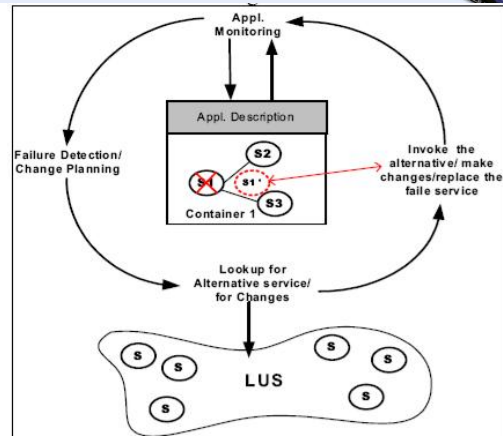 Appl.
Monitoring
Appl. Description
S2
S1
S1'
S3
Container 1
Failure Detection/
Change Planning
Invoke the
alternative/ make
changes/replace the
faile service
Lookup for
Alternative service/
for Changes
S
S
S
LUS
S
S
S